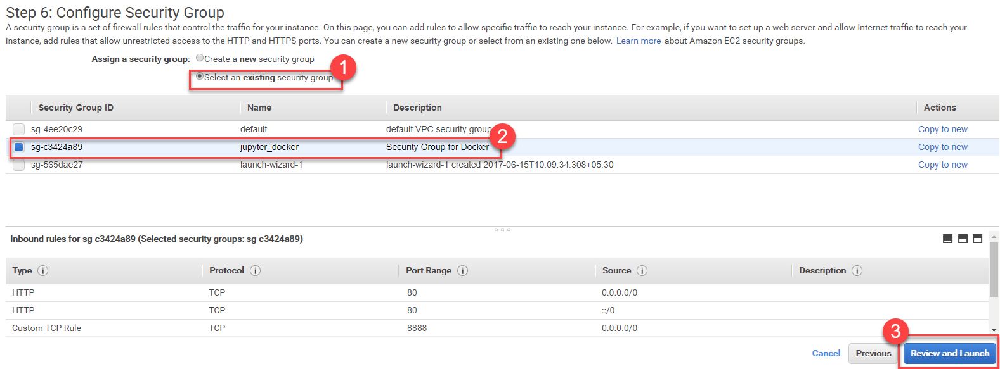 Step 6: Configure Security Group
A security group is a set of firewall rules that control the traffic for your instance. On this page, you can add rules to allow specific traffic to reach your instance. For example, if you want to set up a web server and allow Internet traffic to reach your
instance, add rules that allow unrestricted access to the HTTP and HTTPS ports. You can create a new security group or select from an existing one below. Learn more about Amazon EC2 security groups.
Assign a security group: Create a new security group
Select an existing security group
1
Security Group ID Name Description Actions
sg-4ee20c29 default default VPC security group Copy to new
sg-c3424a89 jupyter_docker Security Group for Docker Copy to new
2
sg-565dae27 launch-wizard-1 launch-wizard-1 created 2017-06-15T10:09:34.308+05:30 Copy to new
Inbound rules for sg-c3424a89 (Selected security groups: sg-c3424a89)
Type i Protocol i Port Range i Source i Description i
HTTP TCP 80 0.0.0.0/0
HTTP TCP 80 ::/0
Custom TCP Rule TCP 8888 0.0.0.0/0
3
Cancel Previous Review and Launch